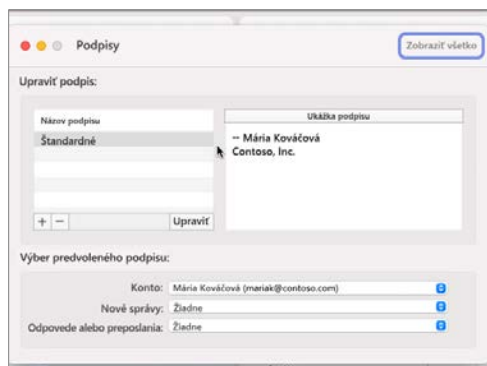 Podpisy
Zobraziť všetko
Upraviť podpis:
Názov podpisu
Štandardné
Upraviť
Ukážka podpisu
-- Mária Kováčová
Contoso, Inc.
Výber predvoleného podpisu:
Konto: Mária Kováčová (mariak@contoso.com)
Nové správy: Žiadne
Odpovede alebo preposlania: Žiadne